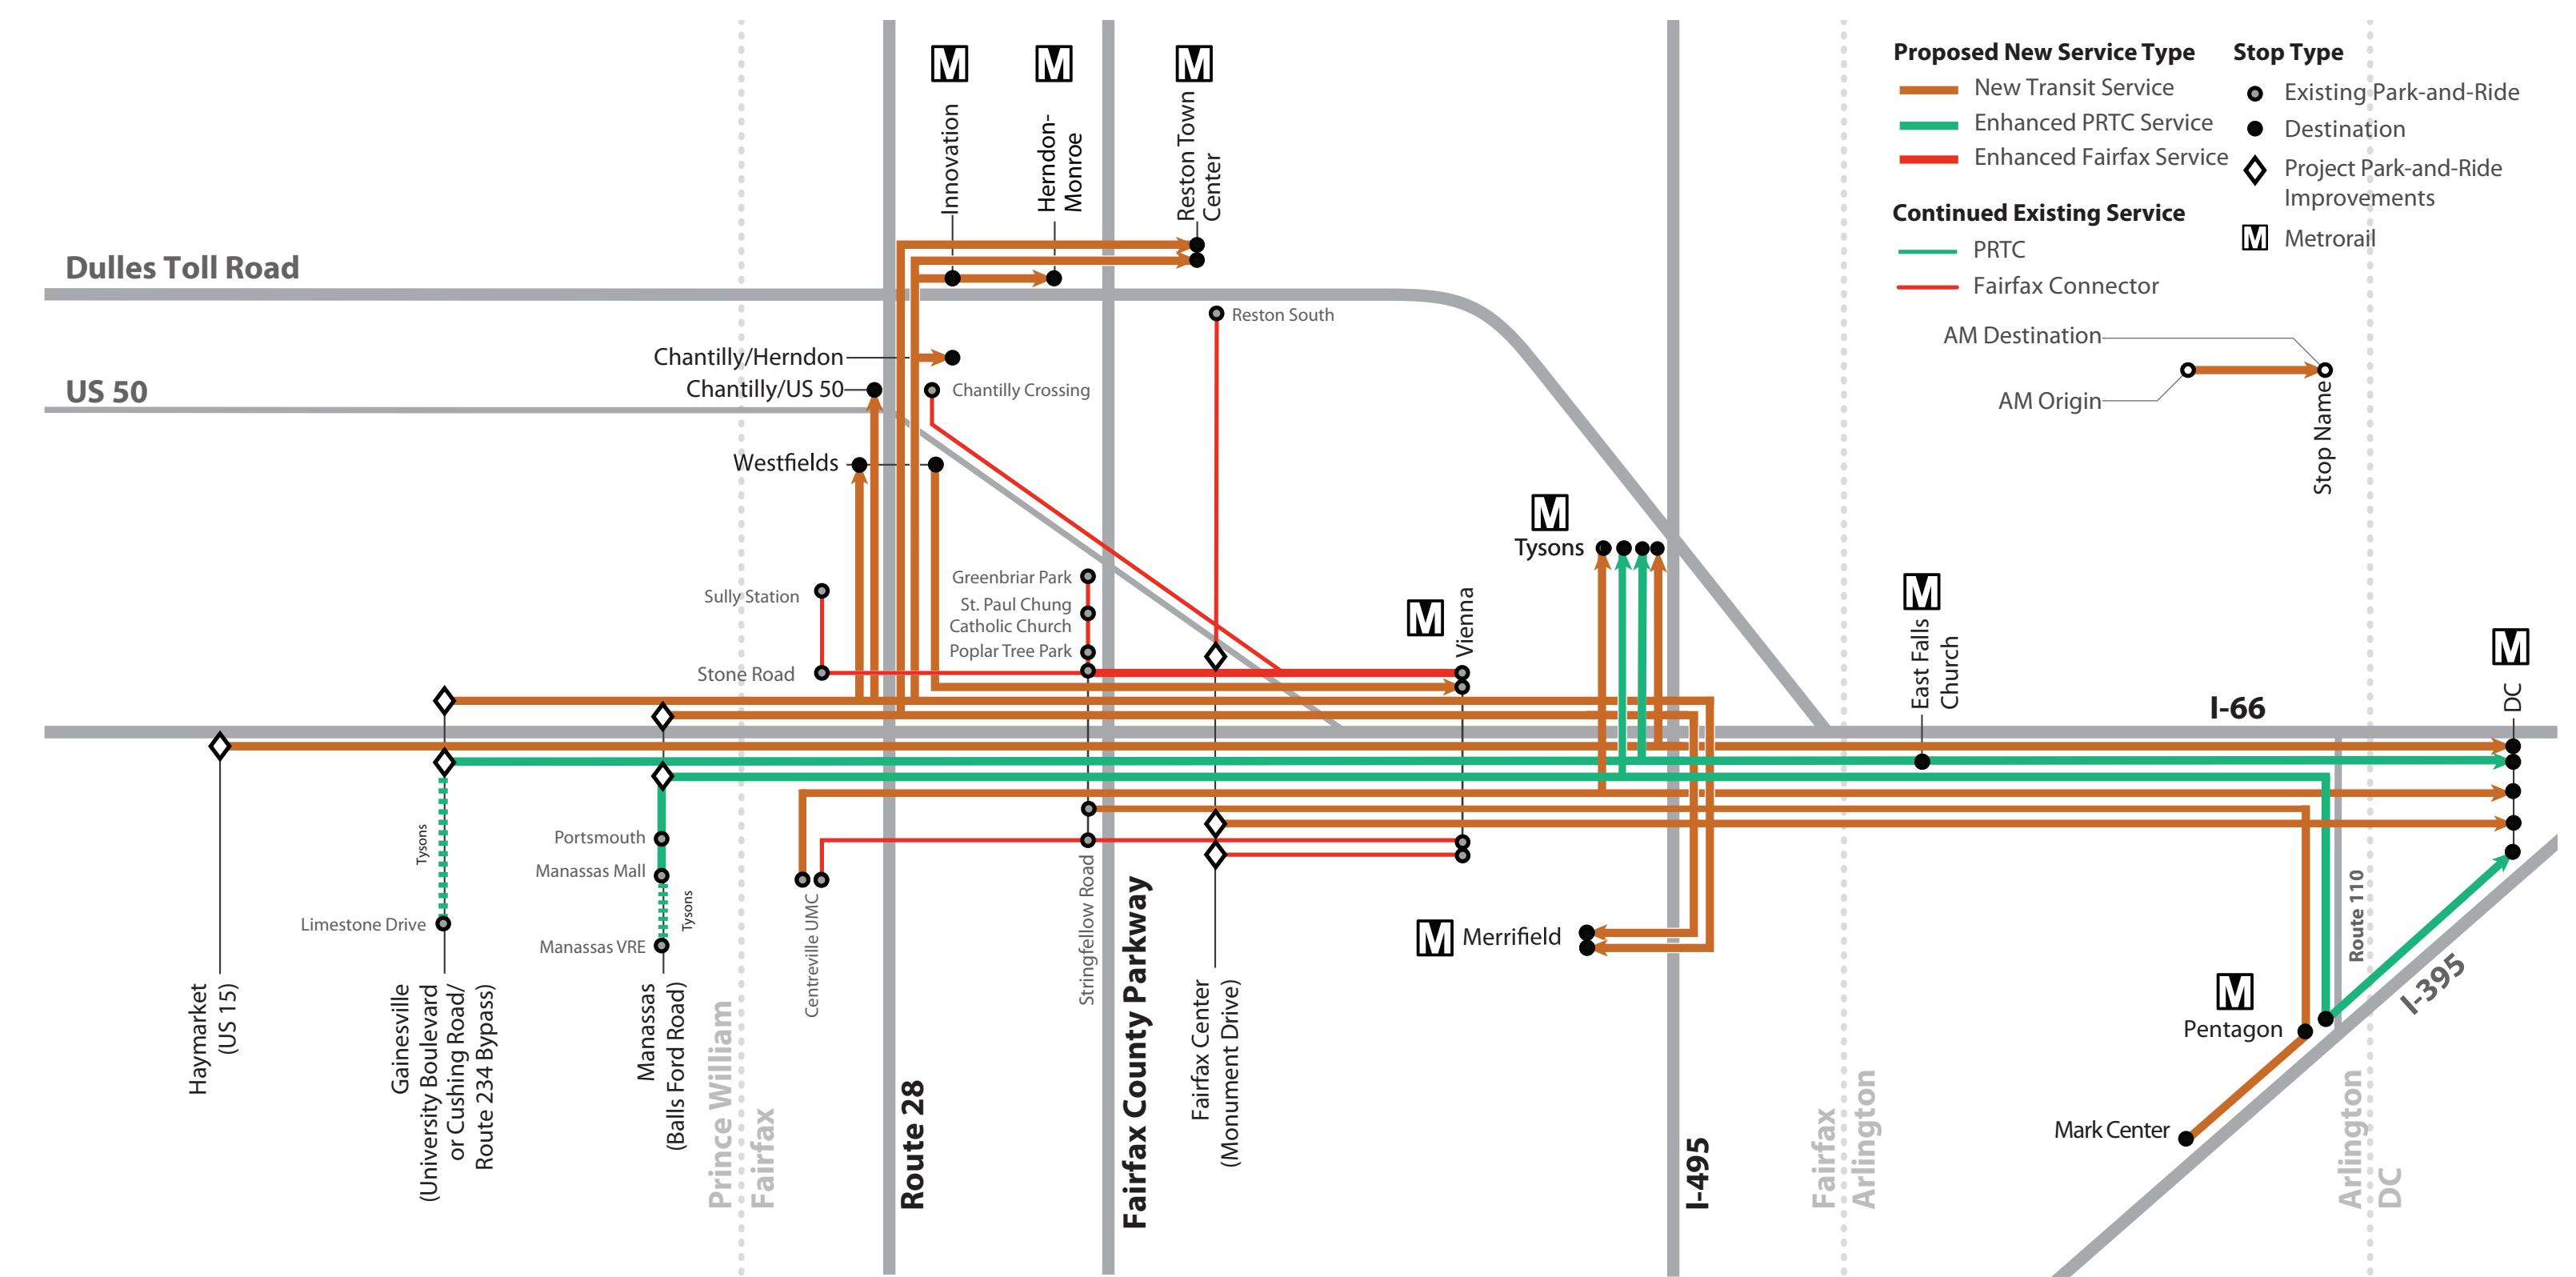 Proposed New Service Type
New Transit Service
Enhanced PRTC Service
Enhanced Fairfax Service
Continued Existing Service
PRTC
Fairfax Connector
Stop Type
Existing Park-and-Ride
Destination
Project Park-and-Ride
Improvements
M
Metrorail
AM Destination
AM Origin
Stop Name
M
M
M
Innovation
Herndon-
Monroe
Reston Town
Center
Dulles Toll Road
Reston South
Chantilly/Herndon
US 50
Chantilly/US 50
Chantilly Crossing
Westfields
M
Tysons
Sully Station
Greenbriar Park
St. Paul Chung
Catholic Church
Poplar Tree Park
Stone Road
M
Vienna
M
East Falls
Church
M
DC
I-66
Tysons
Portsmouth
Manassas Mall
Tysons
Limestone Drive
Manassas VRE
Centreville UMC
Stringfellow Road
M
Merrifield
Route 110
I-395
M
Pentagon
Mark Center
Haymarket
(US 15)
Gainesville
(University Boulevard
or Cushing Road/
Route 234 Bypass)
Manassas
(Balls Ford Road)
Prince William
Fairfax
Route 28
Fairfax County Parkway
Fairfax Center
(Monument Drive)
I-495
Fairfax
Arlington
Arlington
DC